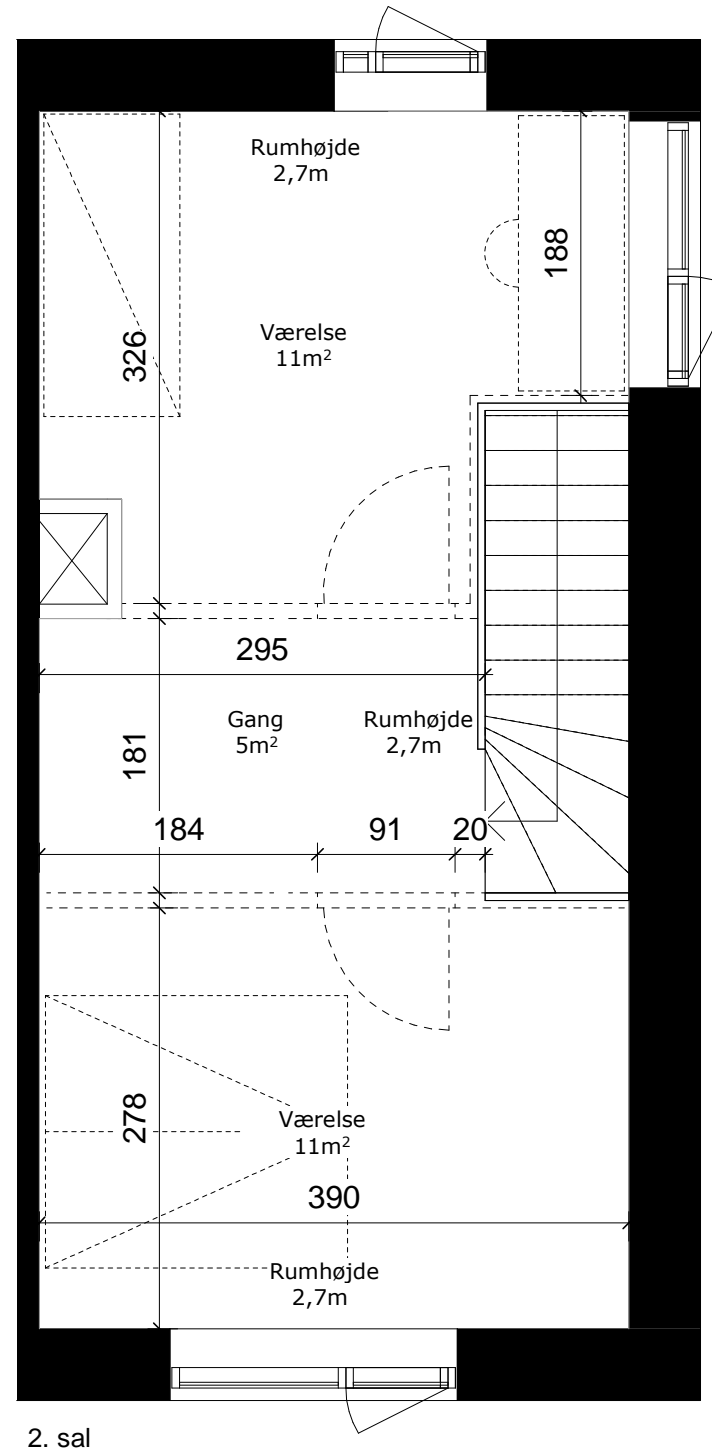 Rumhøjde
2,7m
188
326
Værelse
11m²
295
Gang
5m²
Rumhøjde
2,7m
181
184
91
20
278
Værelse
11m²
390
Rumhøjde
2,7m
2. sal